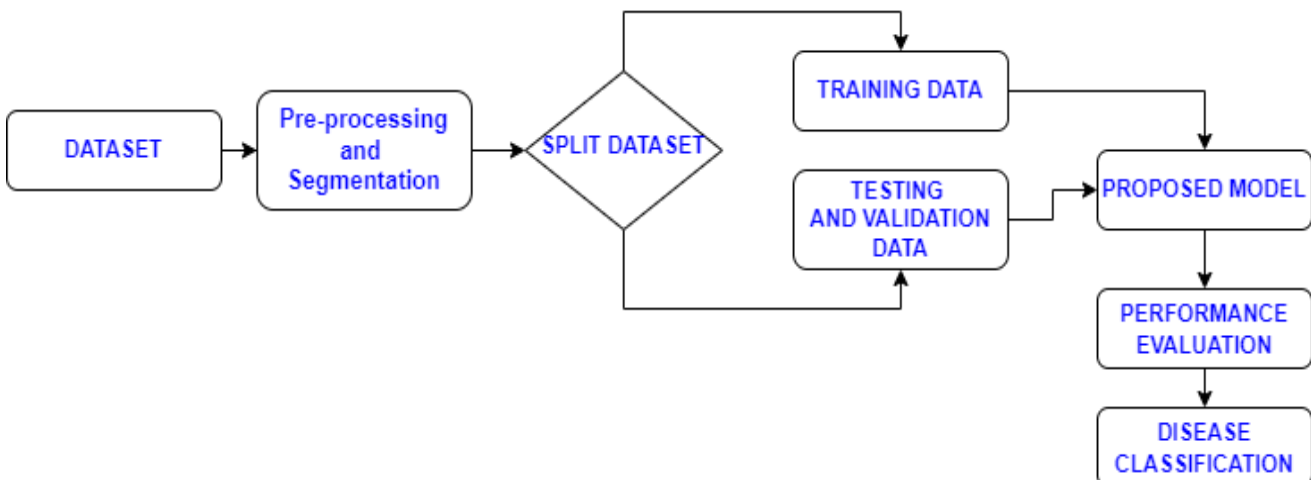 DATASET
Pre-processing
and
Segmentation
SPLIT DATASET
TRAINING DATA
TESTING
AND VALIDATION
DATA
PROPOSED MODEL
PERFORMANCE
EVALUATION
DISEASE
CLASSIFICATION